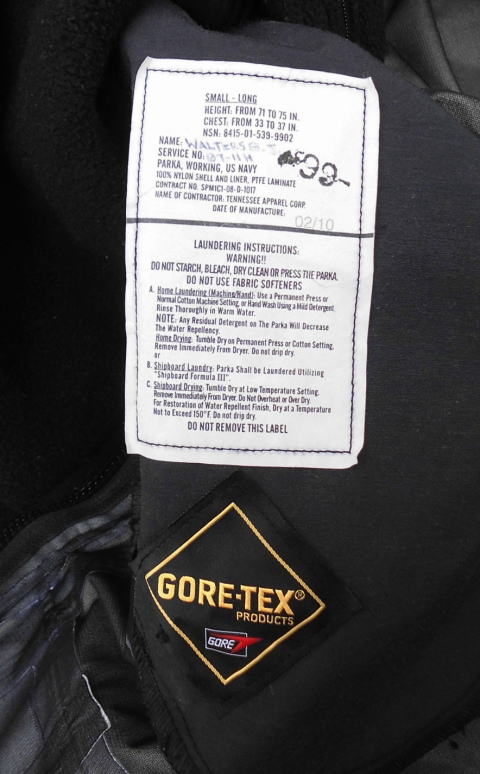 SMALL - LONG
HEIGHT: FROM 71 TO 75 IN.
CHEST: FROM 33 TO 37 IN.
NSN: 8415-01-539-9902
NAME: WALTERS
SERVICE NO:
PARKA, WORKING, US NAVY
100% NYLON SHELL AND LINER, PTFE LAMINATE
CONTRACT NO. SPM1C1-08-D-1017
NAME OF CONTRACTOR: TENNESSEE APPAREL CORP.
DATE OF MANUFACTURE:
02/10
LAUNDERING INSTRUCTIONS:
WARNING!!
DO NOT STARCH, BLEACH, DRY CLEAN OR PRESS THE PARKA.
DO NOT USE FABRIC SOFTENERS
A. Home Laundering (Machine/Hand): Use a Permanent Press or
Normal Cotton Machine Setting, or Hand Wash Using a Mild Detergent.
Rinse Thoroughly in Warm Water.
NOTE: Any Residual Detergent on The Parka Will Decrease
The Water Repellency.
Home Drying: Tumble Dry on Permanent Press or Cotton Setting,
Remove Immediately From Dryer. Do not drip dry.
or
B. Shipboard Laundry: Parka Shall be Laundered Utilizing
"Shipboard Formula III".
C. Shipboard Drying: Tumble Dry at Low Temperature Setting.
Remove Immediately From Dryer. Do Not Overheat or Over Dry.
For Restoration of Water Repellent Finish, Dry at a Temperature
Not to Exceed 150°F. Do not drip dry.
DO NOT REMOVE THIS LABEL
GORE-TEX®
PRODUCTS
GORE